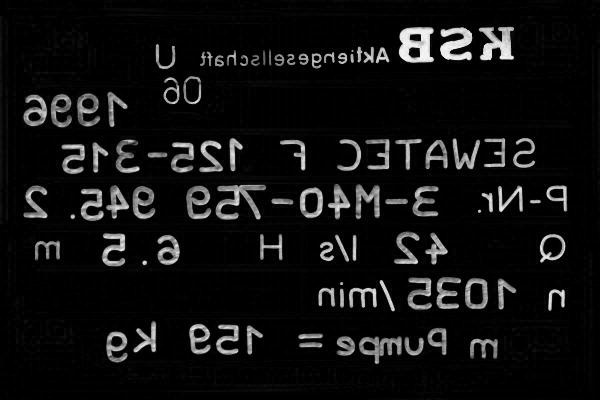 KSB Aktiengesellschaft U
06
1996
SEWATEC F 125-315
P-Nr. 3-M40-759 945. 2
Q 42 l/s H 6.5 m
n 1035/min
m Pumpe = 159 kg